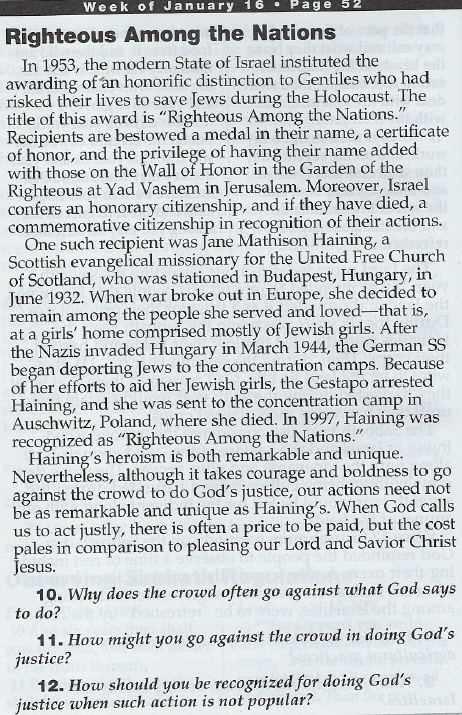 Week of January 16 • Page 52
Righteous Among the Nations
In 1953, the modern State of Israel instituted the
awarding of an honorific distinction to Gentiles who had
risked their lives to save Jews during the Holocaust. The
title of this award is “Righteous Among the Nations.”
Recipients are bestowed a medal in their name, a certificate
of honor, and the privilege of having their name added
with those on the Wall of Honor in the Garden of the
Righteous at Yad Vashem in Jerusalem. Moreover, Israel
confers an honorary citizenship, and if they have died, a
commemorative citizenship in recognition of their actions.
One such recipient was Jane Mathison Haining, a
Scottish evangelical missionary for the United Free Church
of Scotland, who was stationed in Budapest, Hungary, in
June 1932. When war broke out in Europe, she decided to
remain among the people she served and loved—that is,
at a girls’ home comprised mostly of Jewish girls. After
the Nazis invaded Hungary in March 1944, the German SS
began deporting Jews to the concentration camps. Because
of her efforts to aid her Jewish girls, the Gestapo arrested
Haining, and she was sent to the concentration camp in
Auschwitz, Poland, where she died. In 1997, Haining was
recognized as “Righteous Among the Nations.”
Haining’s heroism is both remarkable and unique.
Nevertheless, although it takes courage and boldness to go
against the crowd to do God’s justice, our actions need not
be as remarkable and unique as Haining’s. When God calls
us to act justly, there is often a price to be paid, but the cost
pales in comparison to pleasing our Lord and Savior Christ
Jesus.
10. Why does the crowd often go against what God says
to do?
11. How might you go against the crowd in doing God’s
justice?
12. How should you be recognized for doing God’s
justice when such action is not popular?